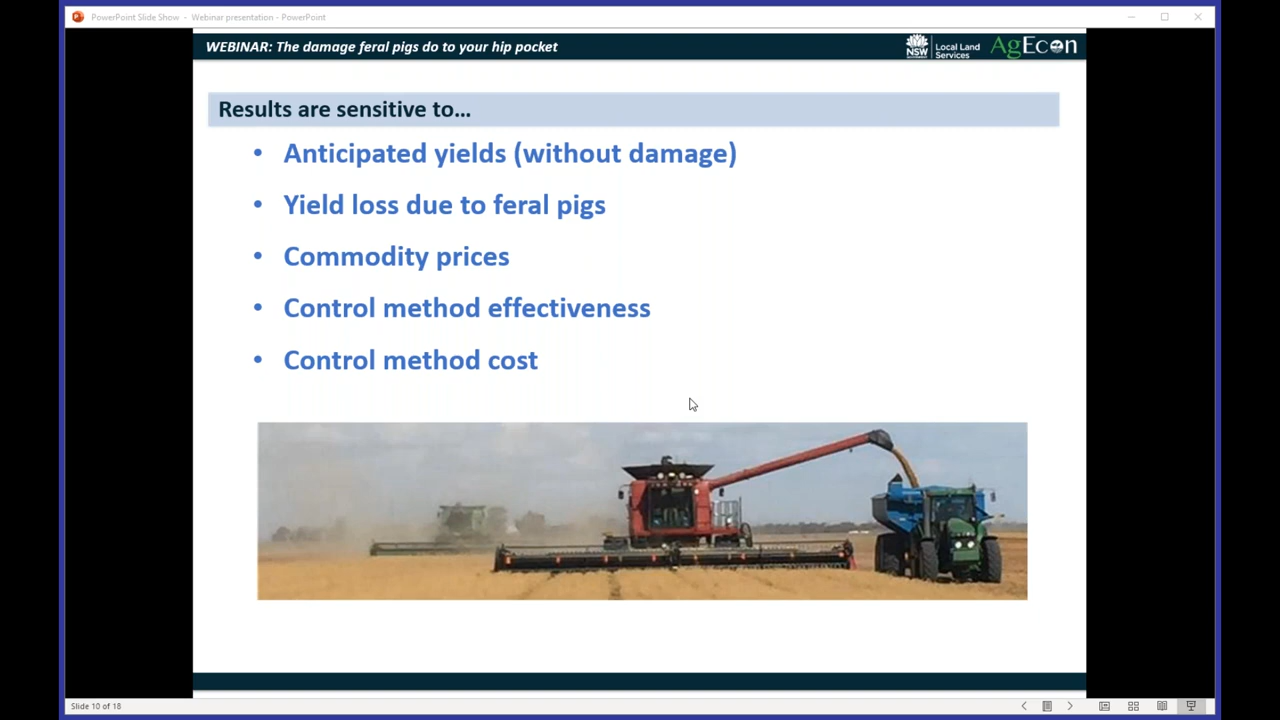 PowerPoint Slide Show - Webinar presentation - PowerPoint
WEBINAR: The damage feral pigs do to your hip pocket
NSW
Local Land
Services
AgEcon
Results are sensitive to…
• Anticipated yields (without damage)
• Yield loss due to feral pigs
• Commodity prices
• Control method effectiveness
• Control method cost
Slide 10 of 18